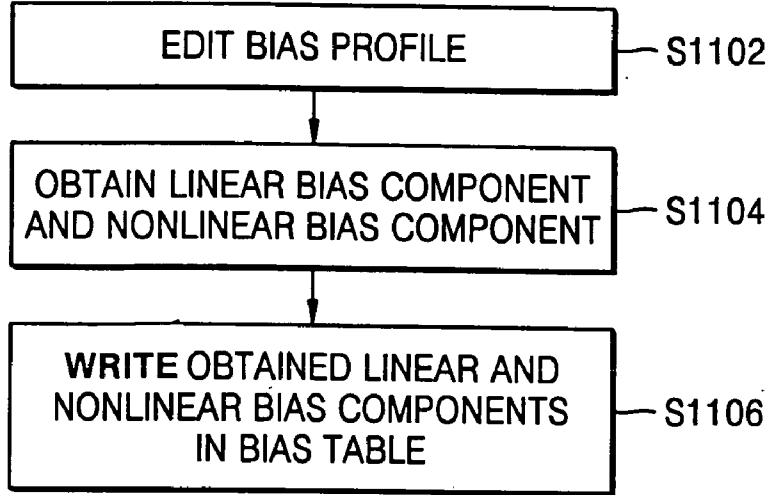 EDIT BIAS PROFILE
S1102
OBTAIN LINEAR BIAS COMPONENT
AND NONLINEAR BIAS COMPONENT
S1104
WRITE OBTAINED LINEAR AND
NONLINEAR BIAS COMPONENTS
IN BIAS TABLE
S1106